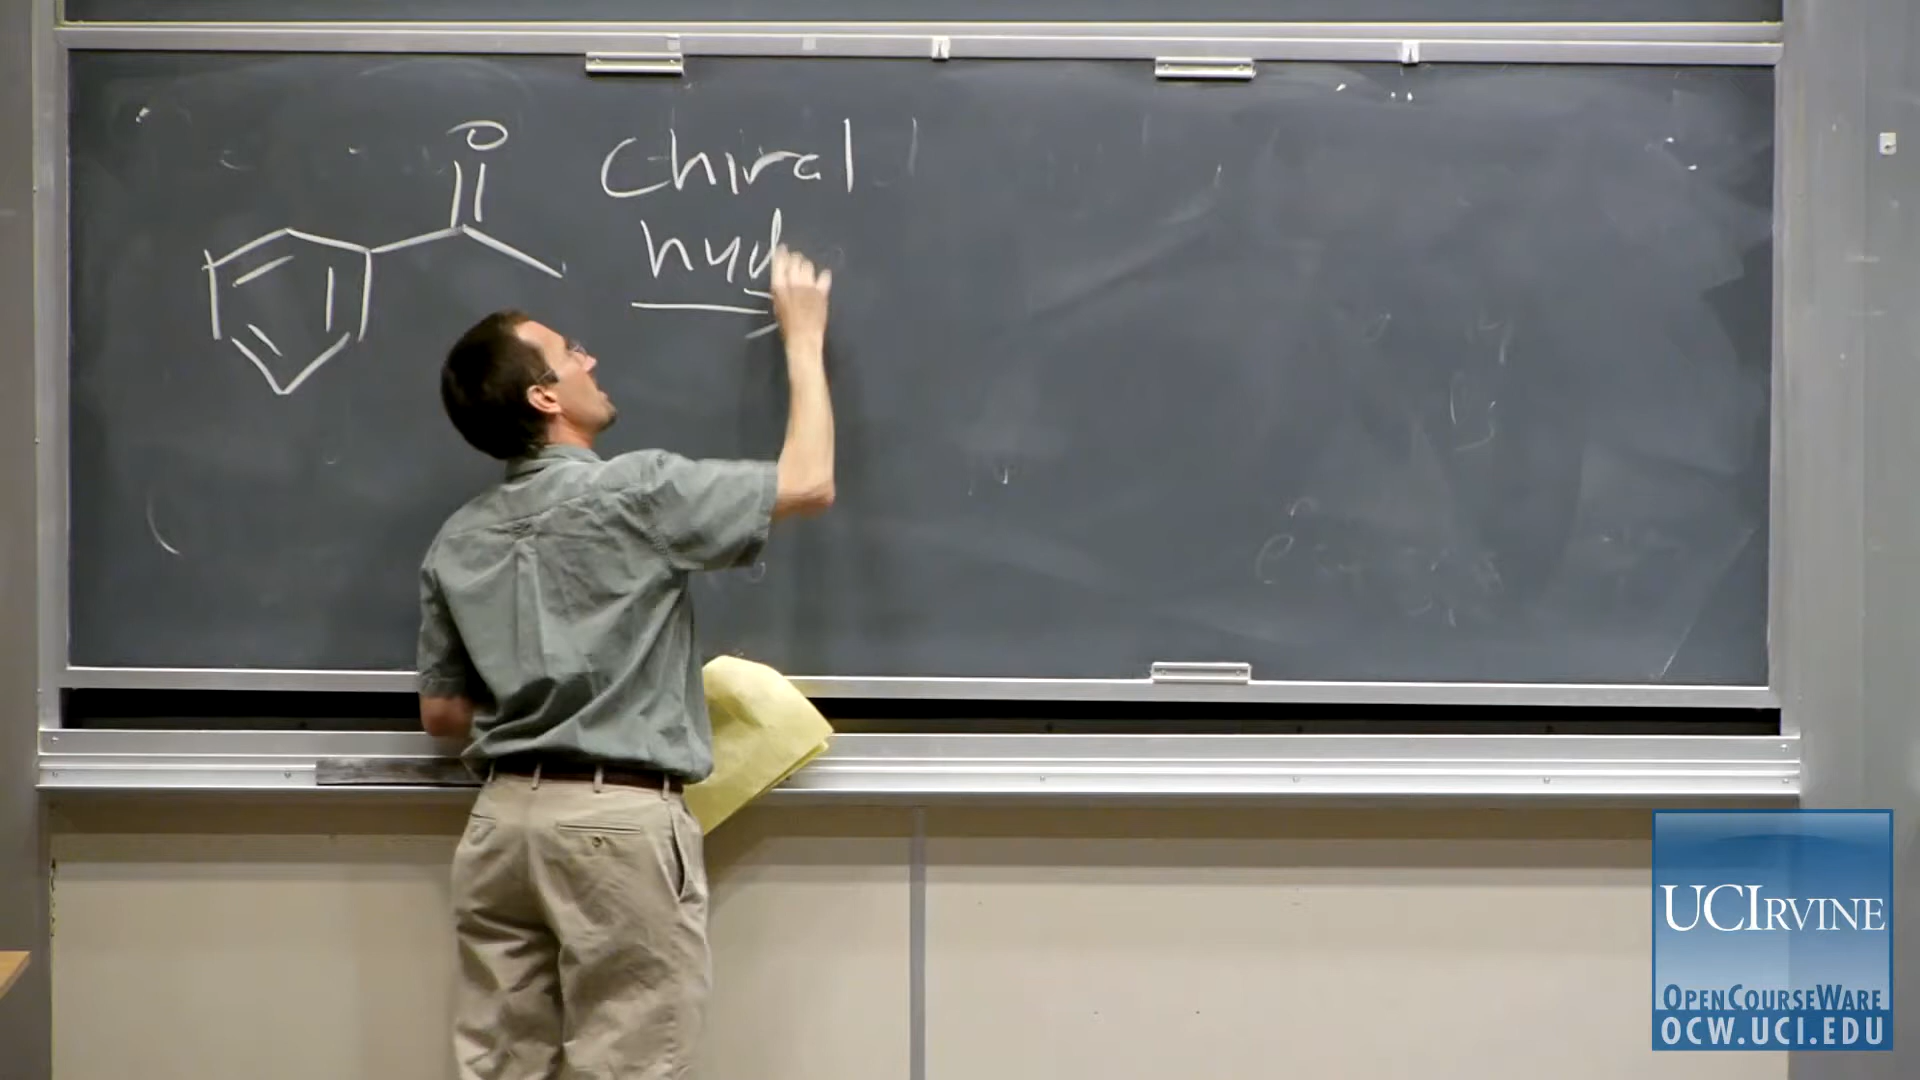 O
Chiral
hyd
UCIRVINE
OPENCOURSEWARE
OCW.UCI.EDU